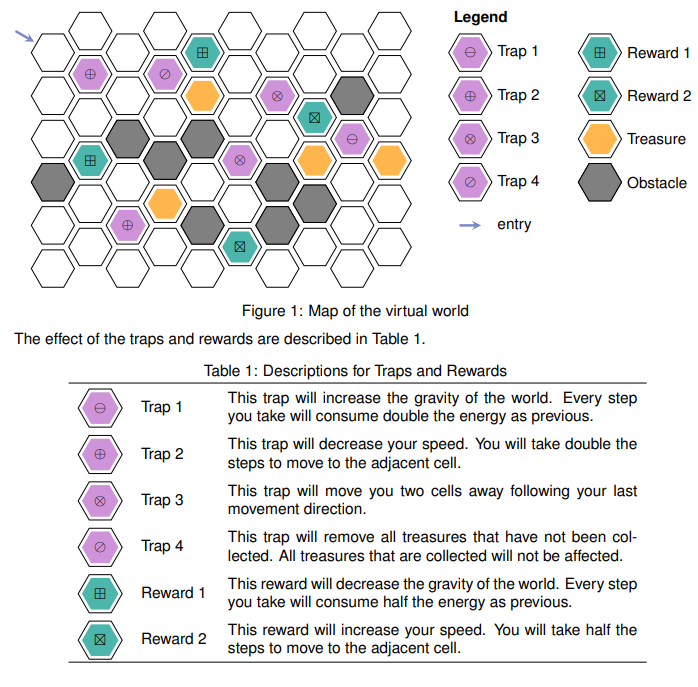 Legend
Trap 1
Reward 1
Trap 2
Reward 2
Trap 3
Treasure
Trap 4
Obstacle
entry
Figure 1: Map of the virtual world
The effect of the traps and rewards are described in Table 1.
Table 1: Descriptions for Traps and Rewards
Trap 1
This trap will increase the gravity of the world. Every step
you take will consume double the energy as previous.
Trap 2
This trap will decrease your speed. You will take double the
steps to move to the adjacent cell.
Trap 3
This trap will move you two cells away following your last
movement direction.
Trap 4
This trap will remove all treasures that have not been col-
lected. All treasures that are collected will not be affected.
Reward 1
This reward will decrease the gravity of the world. Every step
you take will consume half the energy as previous.
Reward 2
This reward will increase your speed. You will take half the
steps to move to the adjacent cell.